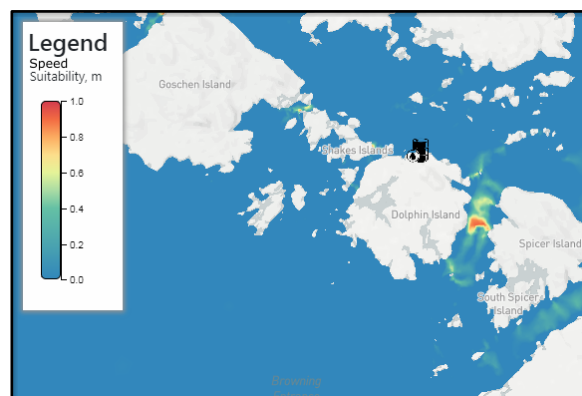 Legend
Speed
Suitability, m
1.0
0.8
0.6
0.4
0.2
0.0
Goschen Island
Shakes Islands
Dolphin Island
Spicer Island
South Spicer
Island
Browning